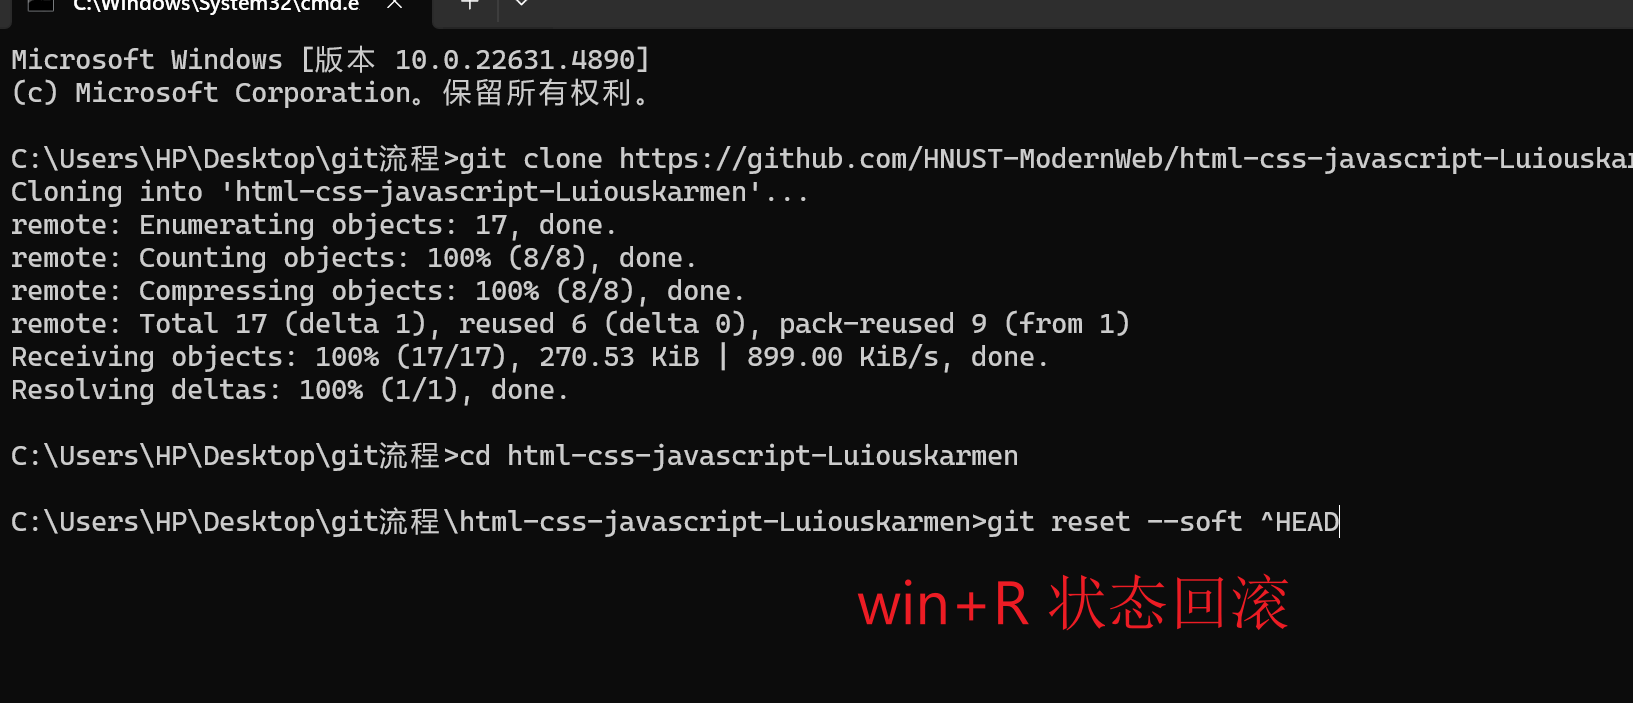 C:\Windows\System32\cmd.e
Microsoft Windows [版本 10.0.22631.4890]
(c) Microsoft Corporation。保留所有权利。
C:\Users\HP\Desktop\git流程>git clone https://github.com/HNUST-ModernWeb/html-css-javascript-Luiouskar
Cloning into 'html-css-javascript-Luiouskarmen'...
remote: Enumerating objects: 17, done.
remote: Counting objects: 100% (8/8), done.
remote: Compressing objects: 100% (8/8), done.
remote: Total 17 (delta 1), reused 6 (delta 0), pack-reused 9 (from 1)
Receiving objects: 100% (17/17), 270.53 KiB | 899.00 KiB/s, done.
Resolving deltas: 100% (1/1), done.
C:\Users\HP\Desktop\git流程>cd html-css-javascript-Luiouskarmen
C:\Users\HP\Desktop\git流程\html-css-javascript-Luiouskarmen>git reset --soft ^HEAD
win+R 状态回滚